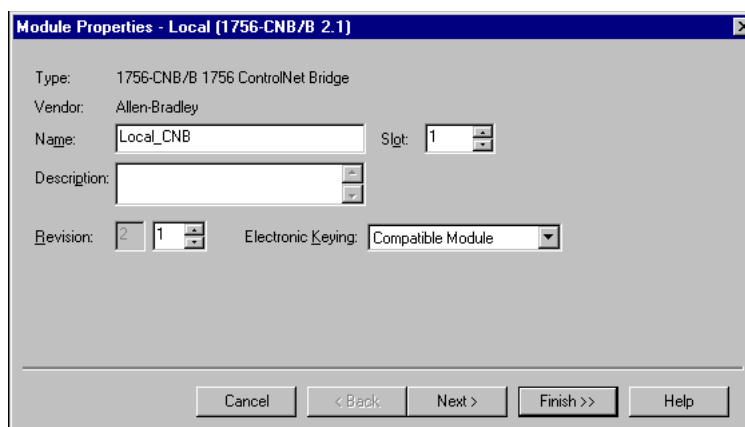 Module Properties - Local (1756-CNB/B 2.1)
Type: 1756-CNB/B 1756 ControlNet Bridge
Vendor: Allen-Bradley
Name: Local_CNB Slot: 1
Description:
Revision: 2 1 Electronic Keying: Compatible Module
Cancel < Back Next > Finish >> Help